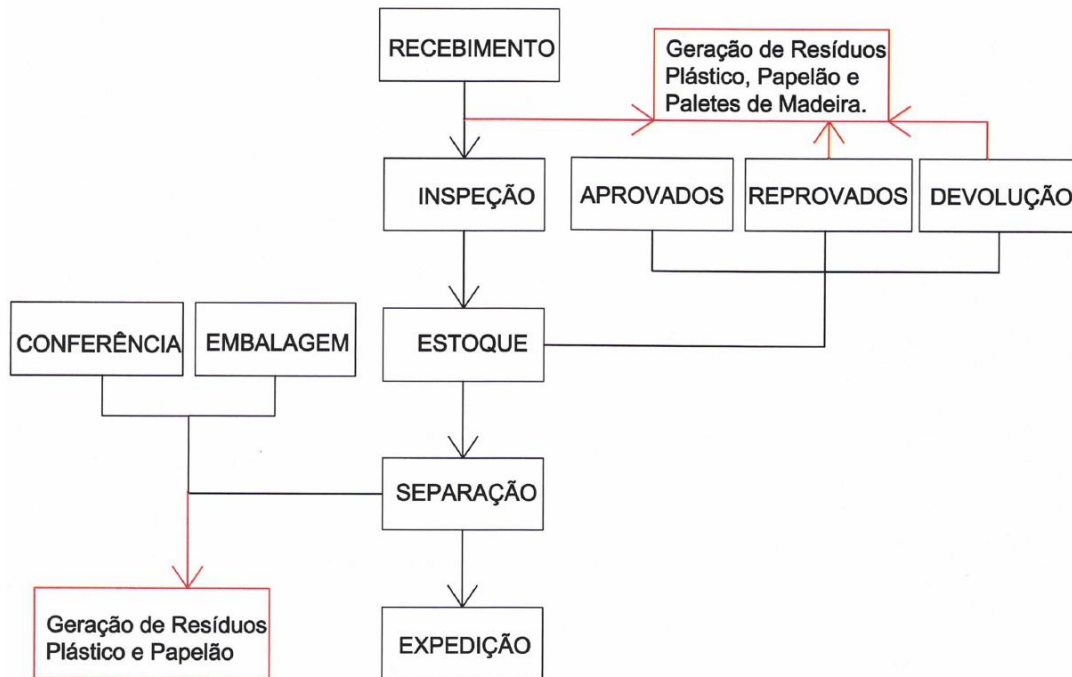 RECEBIMENTO
Geração de Resíduos
Plástico, Papelão e
Paletes de Madeira.
INSPEÇÃO
APROVADOS
REPROVADOS
DEVOLUÇÃO
CONFERÊNCIA
EMBALAGEM
ESTOQUE
SEPARAÇÃO
Geração de Resíduos
Plástico e Papelão
EXPEDIÇÃO